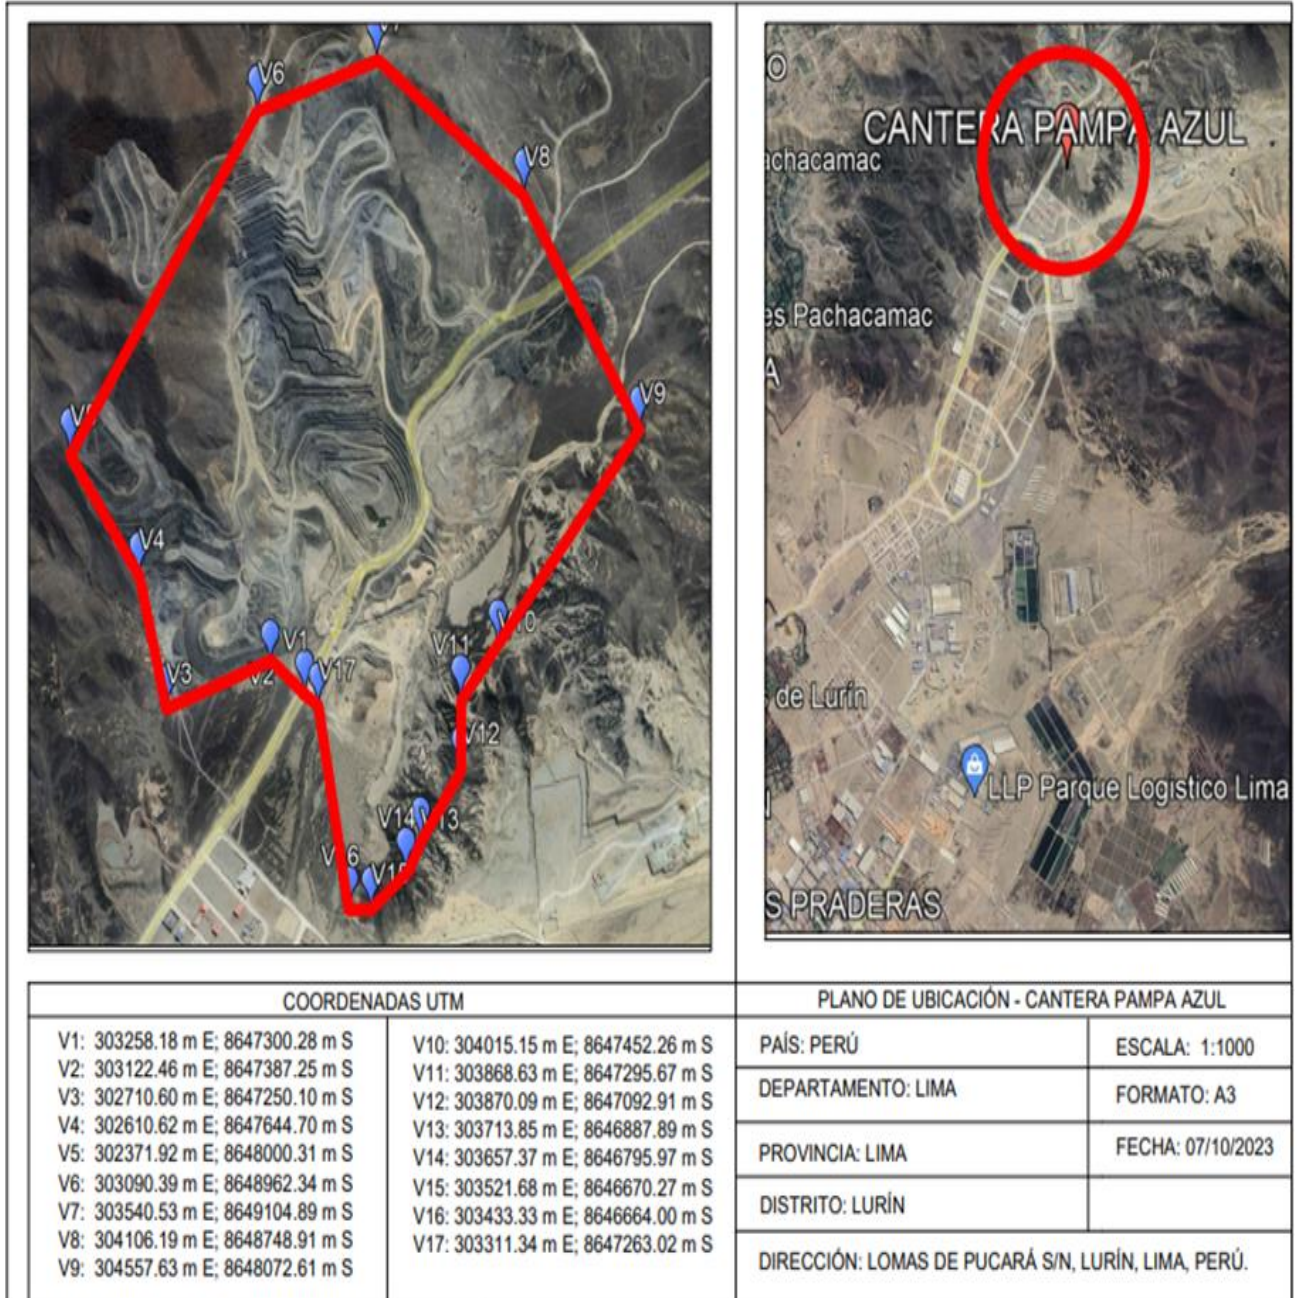 V6
V8
V9
V4
V1
V3
V2
V17
V11
V12
V14
V13
CANTERA PAMPA AZUL
achacamac
es Pachacamac
A
de Lurín
LLP Parque Logistico Lima
S PRADERAS
COORDENADAS UTM
V1: 303258.18 m E; 8647300.28 m S
V2: 303122.46 m E; 8647387.25 m S
V3: 302710.60 m E; 8647250.10 m S
V4: 302610.62 m E; 8647644.70 m S
V5: 302371.92 m E; 8648000.31 m S
V6: 303090.39 m E; 8648962.34 m S
V7: 303540.53 m E; 8649104.89 m S
V8: 304106.19 m E; 8648748.91 m S
V9: 304557.63 m E; 8648072.61 m S
V10: 304015.15 m E; 8647452.26 m S
V11: 303868.63 m E; 8647295.67 m S
V12: 303870.09 m E; 8647092.91 m S
V13: 303713.85 m E; 8646887.89 m S
V14: 303657.37 m E; 8646795.97 m S
V15: 303521.68 m E; 8646670.27 m S
V16: 303433.33 m E; 8646664.00 m S
V17: 303311.34 m E; 8647263.02 m S
PLANO DE UBICACIÓN - CANTERA PAMPA AZUL
PAÍS: PERÚ
ESCALA: 1:1000
DEPARTAMENTO: LIMA
FORMATO: A3
PROVINCIA: LIMA
FECHA: 07/10/2023
DISTRITO: LURÍN
DIRECCIÓN: LOMAS DE PUCARÁ S/N, LURÍN, LIMA, PERÚ.